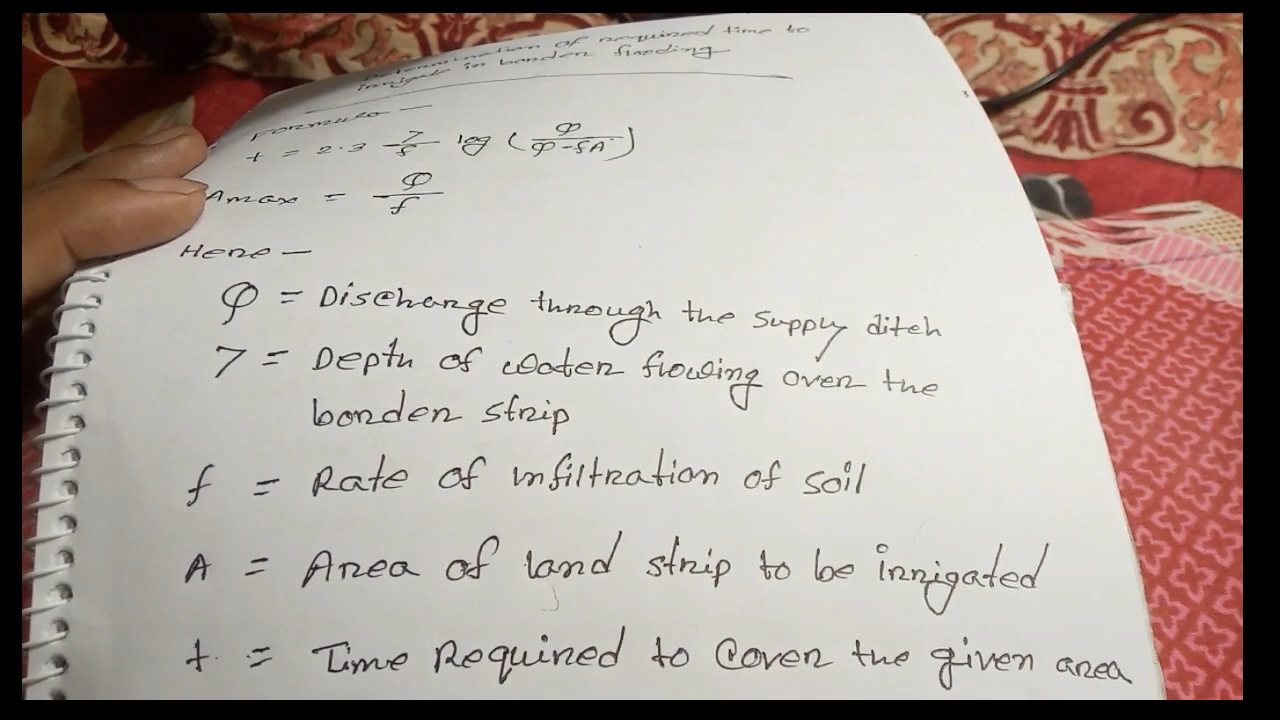 Determination of required time to
irrigate in border flooding
Formula —
t = 2.3 y/f log (Q/Q-fA)
Amax = Q/f
Here —
Q = Discharge through the supply ditch
y = Depth of water flowing over the
border strip
f = Rate of infiltration of soil
A = Area of land strip to be irrigated
t = Time Required to Cover the given area